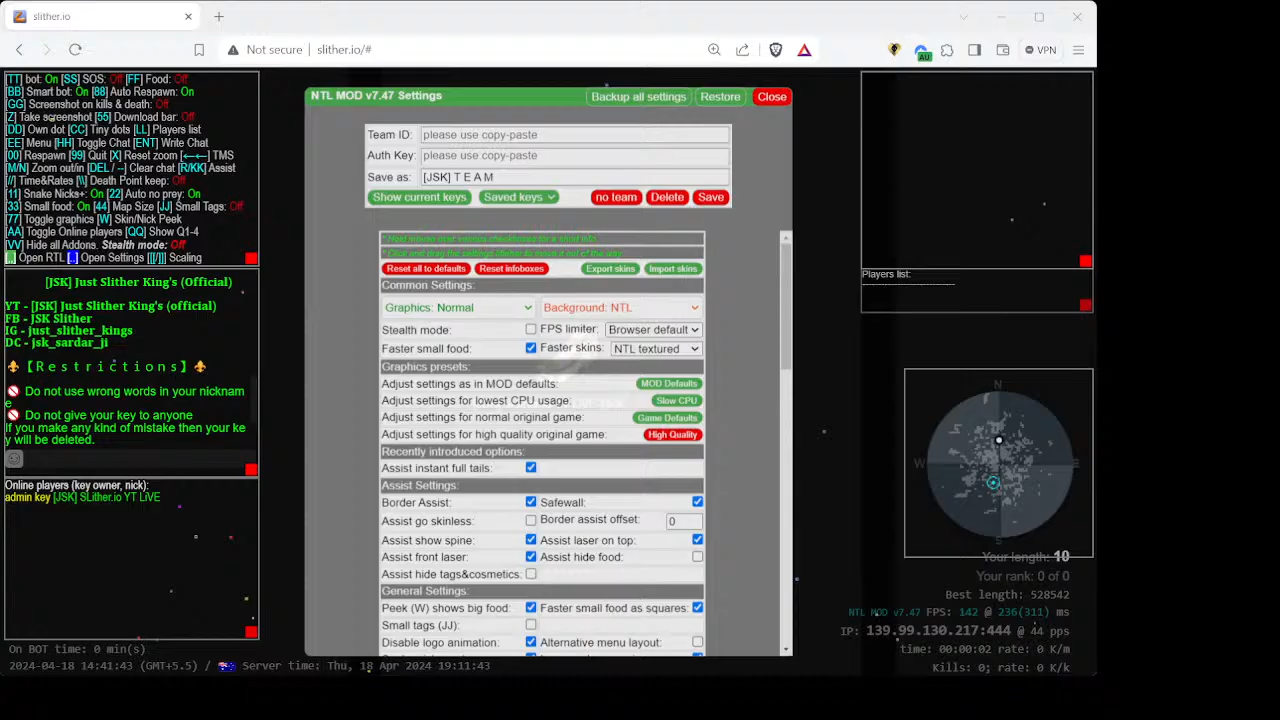 slither.io
Not secure
slither.io/#
VPN
AU
[TT] bot: On [SS] SOS: Off [FF] Food: Off
[BB] Smart bot: On [88] Auto Respawn: On
[GG] Screenshot on kills & death: Off
[Z] Take screenshot [55] Download bar: Off
[DD] Own dot [CC] Tiny dots [LL] Players list
[EE] Menu [HH] Toggle Chat [ENT] Write Chat
[00] Respawn [99] Quit [X] Reset zoom [←→] TMS
[M/N] Zoom out/in [DEL / --] Clear chat [R/KK] Assist
[//] Time&Rates [\\] Death Point keep: Off
[11] Snake Nicks+: On [22] Auto no prey: On
[33] Small food: On [44] Map Size [JJ] Small Tags: Off
[77] Toggle graphics [W] Skin/Nick Peek
[AA] Toggle Online players [QQ] Show Q1-4
[VV] Hide all Addons. Stealth mode: Off
Open RTL [..] Open Settings [[/]] Scaling
[JSK] Just Slither King's (Official)
YT - [JSK] Just Slither King's (official)
FB - JSK Slither
IG - just_slither_kings
DC - jsk_sardar_ji
【R e s t r i c t i o n s】
Do not use wrong words in your nicknam
e
Do not give your key to anyone
If you make any kind of mistake then your ke
y will be deleted.
Online players (key owner, nick):
admin key [JSK] SLither.io YT LiVE
On BOT time: 0 min(s)
2024-04-18 14:41:43 (GMT+5.5) / Server time: Thu, 18 Apr 2024 19:11:43
NTL MOD v7.47 Settings
Backup all settings
Restore
Close
Team ID: please use copy-paste
Auth Key: please use copy-paste
Save as: [JSK] T E A M
Show current keys
Saved keys
no team
Delete
Save
Reset all to defaults
Reset infoboxes
Export skins
Import skins
Common Settings:
Graphics: Normal
Background: NTL
Stealth mode: FPS limiter: Browser default
Faster small food: Faster skins: NTL textured
Graphics presets:
Adjust settings as in MOD defaults: MOD Defaults
Adjust settings for lowest CPU usage: Slow CPU
Adjust settings for normal original game: Game Defaults
Adjust settings for high quality original game: High Quality
Recently introduced options:
Assist instant full tails:
Assist Settings:
Border Assist: Safewall:
Assist go skinless: Border assist offset: 0
Assist show spine: Assist laser on top:
Assist front laser: Assist hide food:
Assist hide tags&cosmetics:
General Settings:
Peek (W) shows big food: Faster small food as squares:
Small tags (JJ):
Disable logo animation: Alternative menu layout:
Players list:
N
W
E
S
Your length: 10
Your rank: 0 of 0
Best length: 528542
NTL MOD v7.47 FPS: 142 @ 236(311) ms
IP: 139.99.130.217:444 @ 44 pps
time: 00:00:02 rate: 0 K/m
Kills: 0; rate: 0 K/k